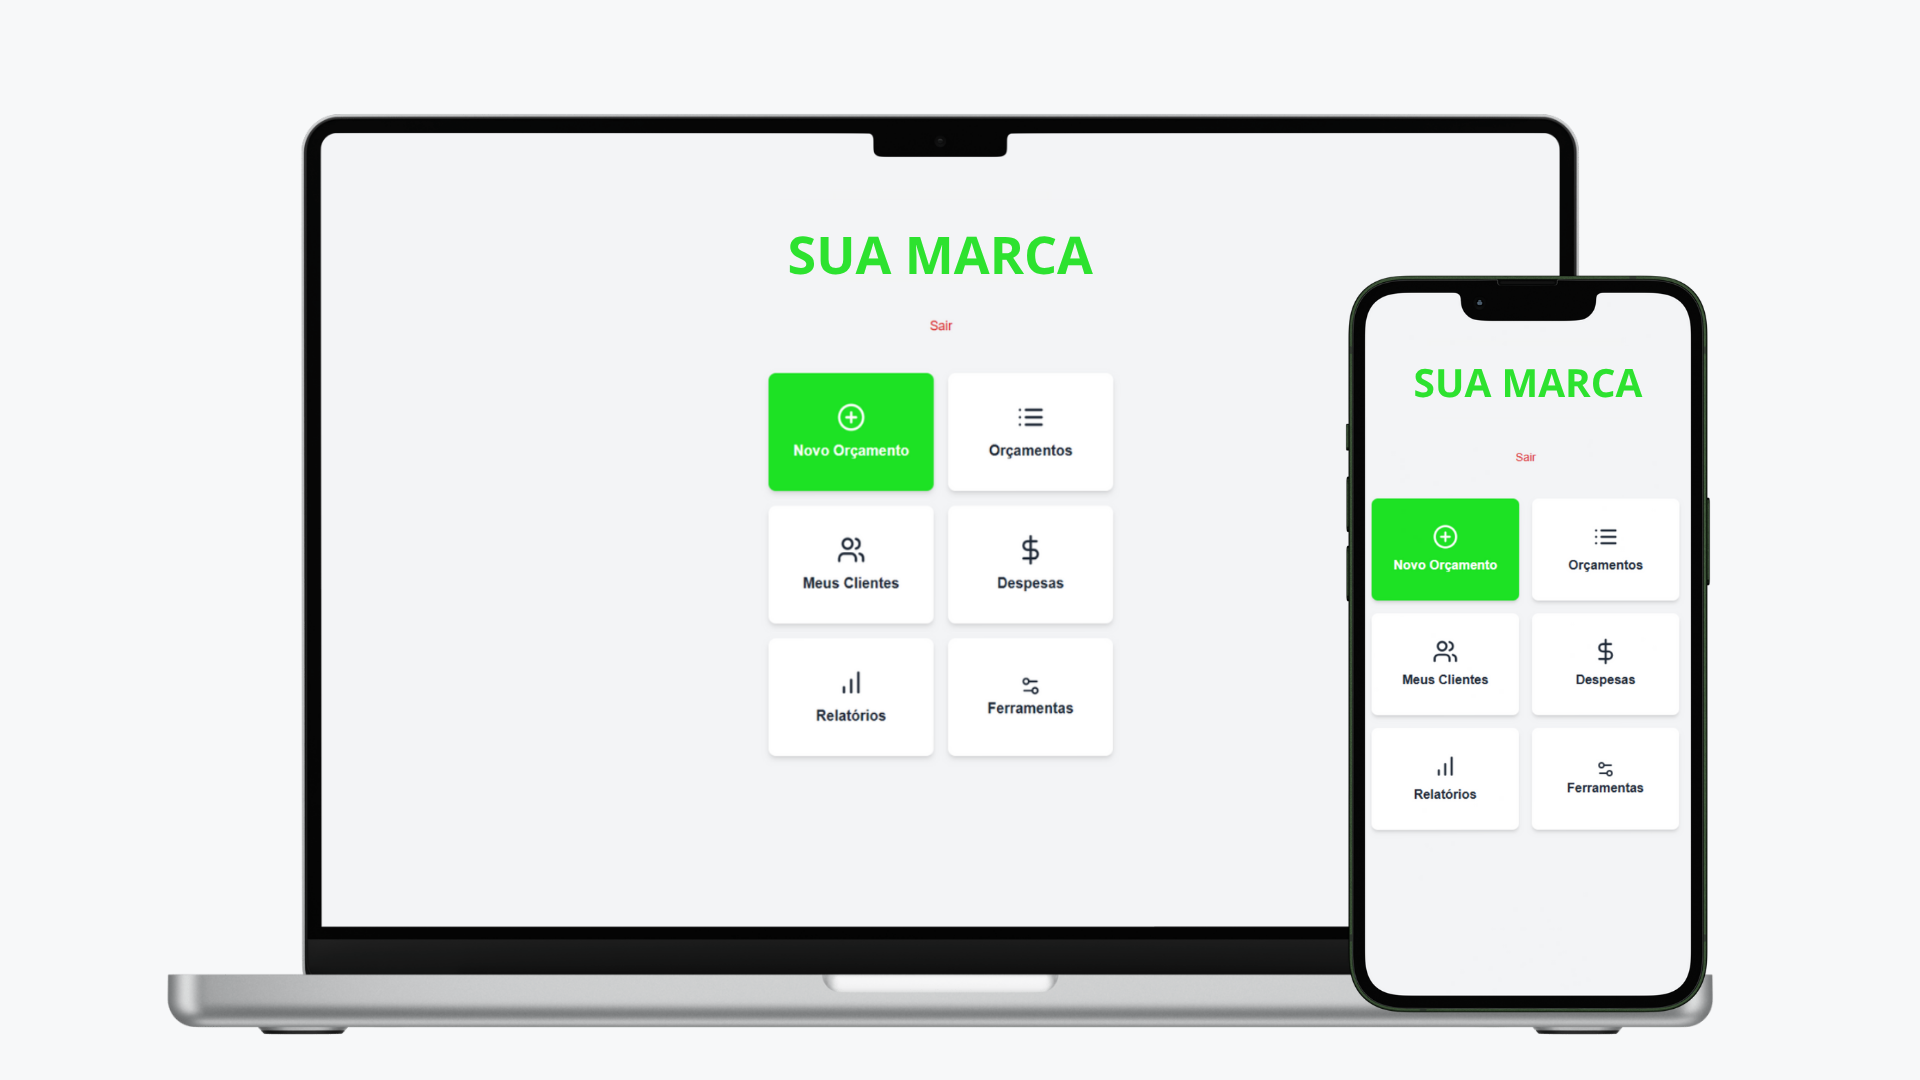 SUA MARCA
Sair
Novo Orçamento
Orçamentos
Meus Clientes
Despesas
Relatórios
Ferramentas
SUA MARCA
Sair
Novo Orçamento
Orçamentos
Meus Clientes
Despesas
Relatórios
Ferramentas